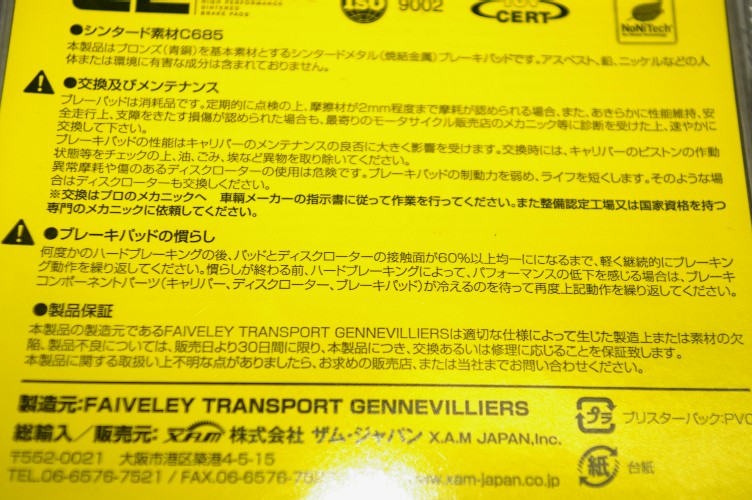 HIGH PERFORMANCE
SINTERED
BRAKE PADS
ISO 9002
CERT
NoNiTech
●シンタード素材C685
本製品はブロンズ(青銅)を基本素材とするシンタードメタル(焼結金属)ブレーキパッドです。アスベスト、鉛、ニッケルなどの人
体または環境に有害な成分は含まれておりません。
●交換及びメンテナンス
ブレーパッドは消耗品です。定期的に点検の上、摩擦材が2mm程度まで摩耗が認められる場合、また、あきらかに性能維持、安
全走行上、支障をきたす損傷が認められた場合も、最寄りのモータサイクル販売店のメカニック等に診断を受けた上、速やかに
交換して下さい。
ブレーキパッドの性能はキャリパーのメンテナンスの良否に大きく影響を受けます。交換時には、キャリパーのピストンの作動
状態等をチェックの上、油、ごみ、埃など異物を取り除いてください。
異常摩耗や傷のあるディスクローターの使用は危険です。ブレーキパッドの制動力を弱め、ライフを短くします。そのような場
合はディスクローターも交換しください。
※交換はプロのメカニックへ 車輌メーカーの指示書に従って作業を行ってください。また整備認定工場又は国家資格を持つ
専門のメカニックに依頼してください。
●ブレーキパッドの慣らし
何度かのハードブレーキングの後、パッドとディスクローターの接触面が60%以上均一にになるまで、軽く継続的にブレーキン
グ動作を繰り返してください。慣らしが終わる前、ハードブレーキングによって、パフォーマンスの低下を感じる場合は、ブレーキ
コンポーネントパーツ(キャリパー、ディスクローター、ブレーキパッド)が冷えるのを待って再度上記動作を繰り返してください。
●製品保証
本製品の製造元であるFAIVELEY TRANSPORT GENNEVILLIERSは適切な仕様によって生じた製造上または素材の欠
陥、製品不良については、販売日より30日間に限り、本製品につき、交換あるいは修理に応じることを保証致します。
本製品に関する取扱い上不明な点がありましたら、お求めの販売店、または当社までお問い合わせください。
製造元:FAIVELEY TRANSPORT GENNEVILLIERS
総輸入/販売元: XAM 株式会社 ザム・ジャパン X.A.M JAPAN,Inc.
〒552-0021 大阪市港区築港4-5-15
TEL.06-6576-7521 / FAX.06-6576-75 www.xam-japan.co.jp
プラ ブリスターパック:PVC
紙 台紙